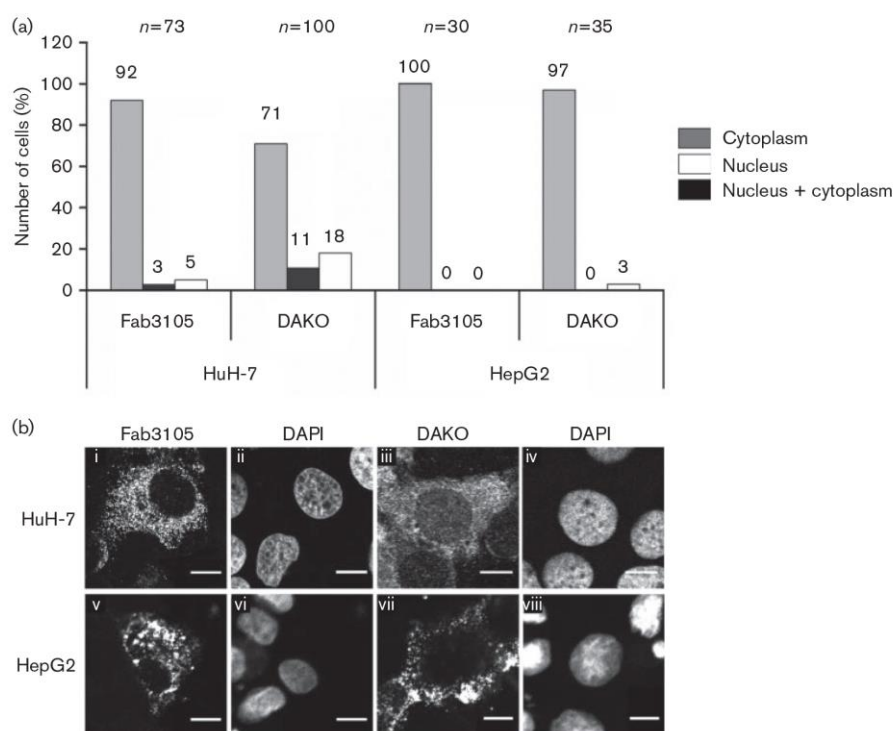 (a)
n=73 n=100 n=30 n=35
Number of cells (%)
120
100
80
60
40
20
0
92 3 5 71 11 18 100 0 0 97 0 3
Cytoplasm
Nucleus
Nucleus + cytoplasm
Fab3105 DAKO Fab3105 DAKO
HuH-7 HepG2
(b)
Fab3105 DAPI DAKO DAPI
HuH-7
i ii iii iv
HepG2
v vi vii viii